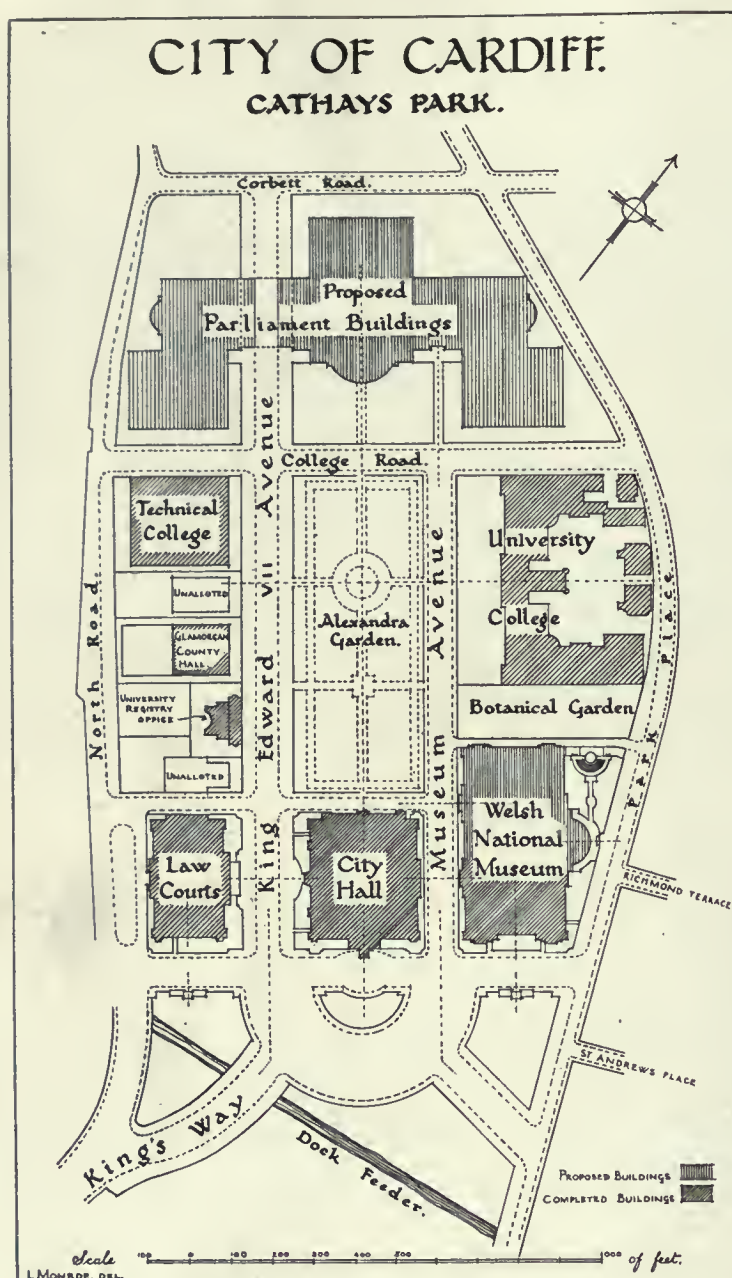 CITY OF CARDIFF.
CATHAYS PARK.
Corbett Road.
Proposed
Parliament Buildings
College Road.
Technical
College
UNALLOTED
GLAMORGAN
COUNTY
HALL.
UNIVERSITY
REGISTRY
OFFICE
UNALLOTED
North Road.
King Edward VII Avenue
Alexandra
Garden.
Museum Avenue
University
College
Botanical Garden
Park Place
Law
Courts
City
Hall
Welsh
National
Museum
RICHMOND TERRACE
ST ANDREWS PLACE
King's Way
Dock Feeder.
PROPOSED BUILDINGS
COMPLETED BUILDINGS
Scale 100 0 100 200 300 400 500 1000 of feet.
L. MONROE. DEL.